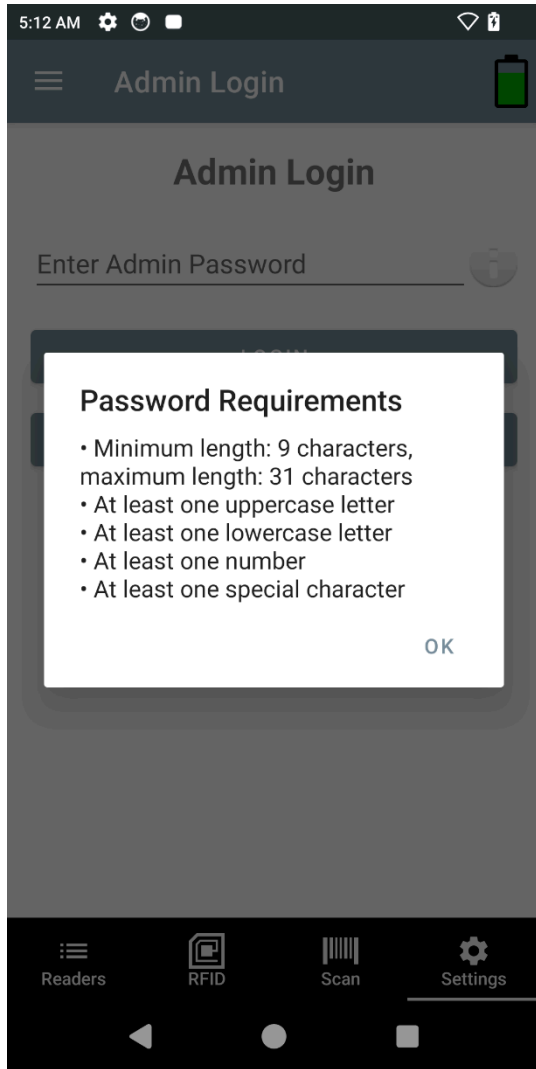 5:12 AM
Admin Login
Admin Login
Enter Admin Password
LOGIN
Password Requirements
• Minimum length: 9 characters,
maximum length: 31 characters
• At least one uppercase letter
• At least one lowercase letter
• At least one number
• At least one special character
OK
Readers
RFID
Scan
Settings